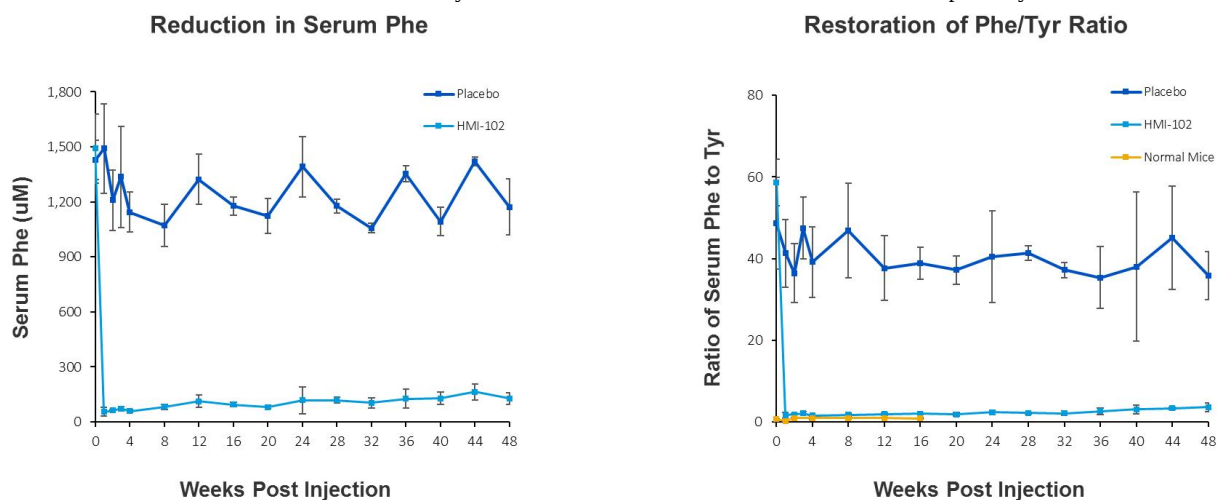 Reduction in Serum Phe
Restoration of Phe/Tyr Ratio
Serum Phe (uM)
1,800
1,500
1,200
900
600
300
0
Placebo
HMI-102
0 4 8 12 16 20 24 28 32 36 40 44 48
Weeks Post Injection
Ratio of Serum Phe to Tyr
80
60
40
20
0
Placebo
HMI-102
Normal Mice
0 4 8 12 16 20 24 28 32 36 40 44 48
Weeks Post Injection